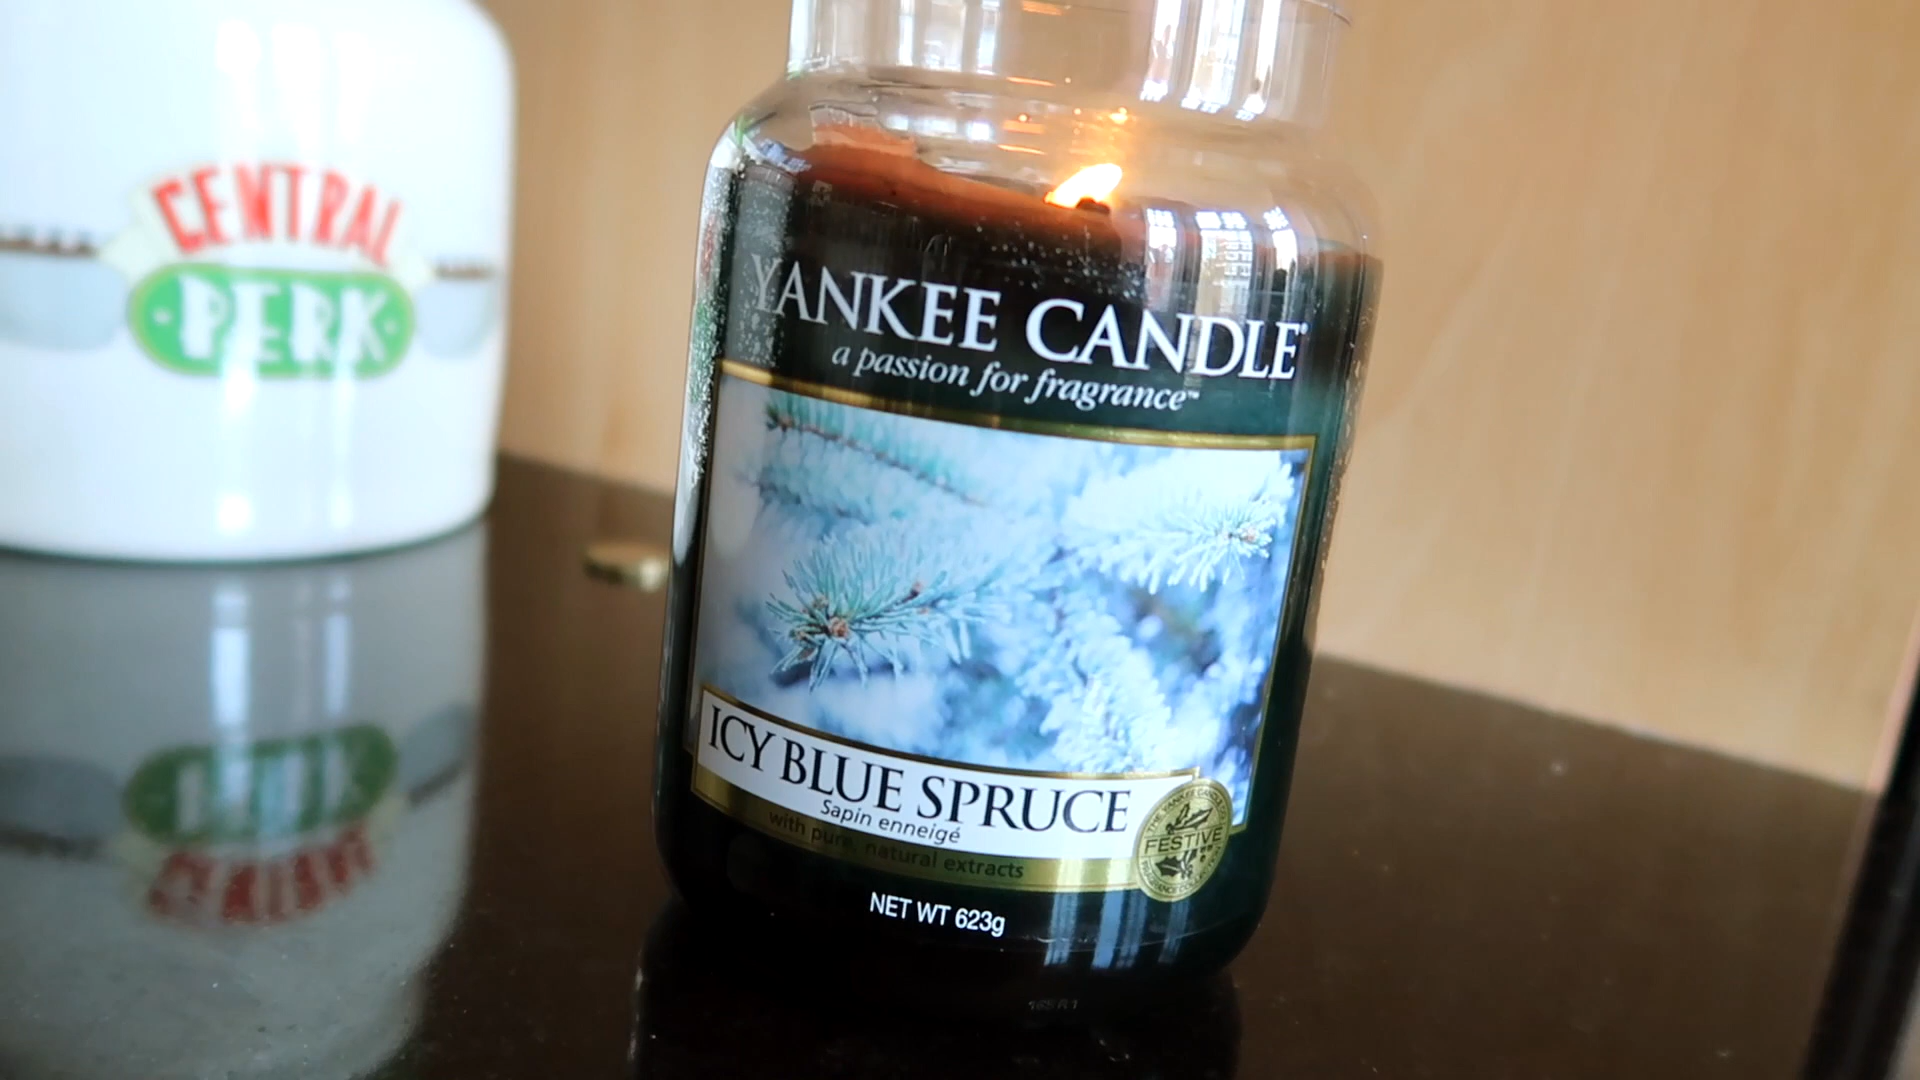 CENTRAL
PERK
YANKEE CANDLE®
a passion for fragrance™
ICY BLUE SPRUCE
Sapin enneigé
with pure, natural extracts
FESTIVE
NET WT 623g